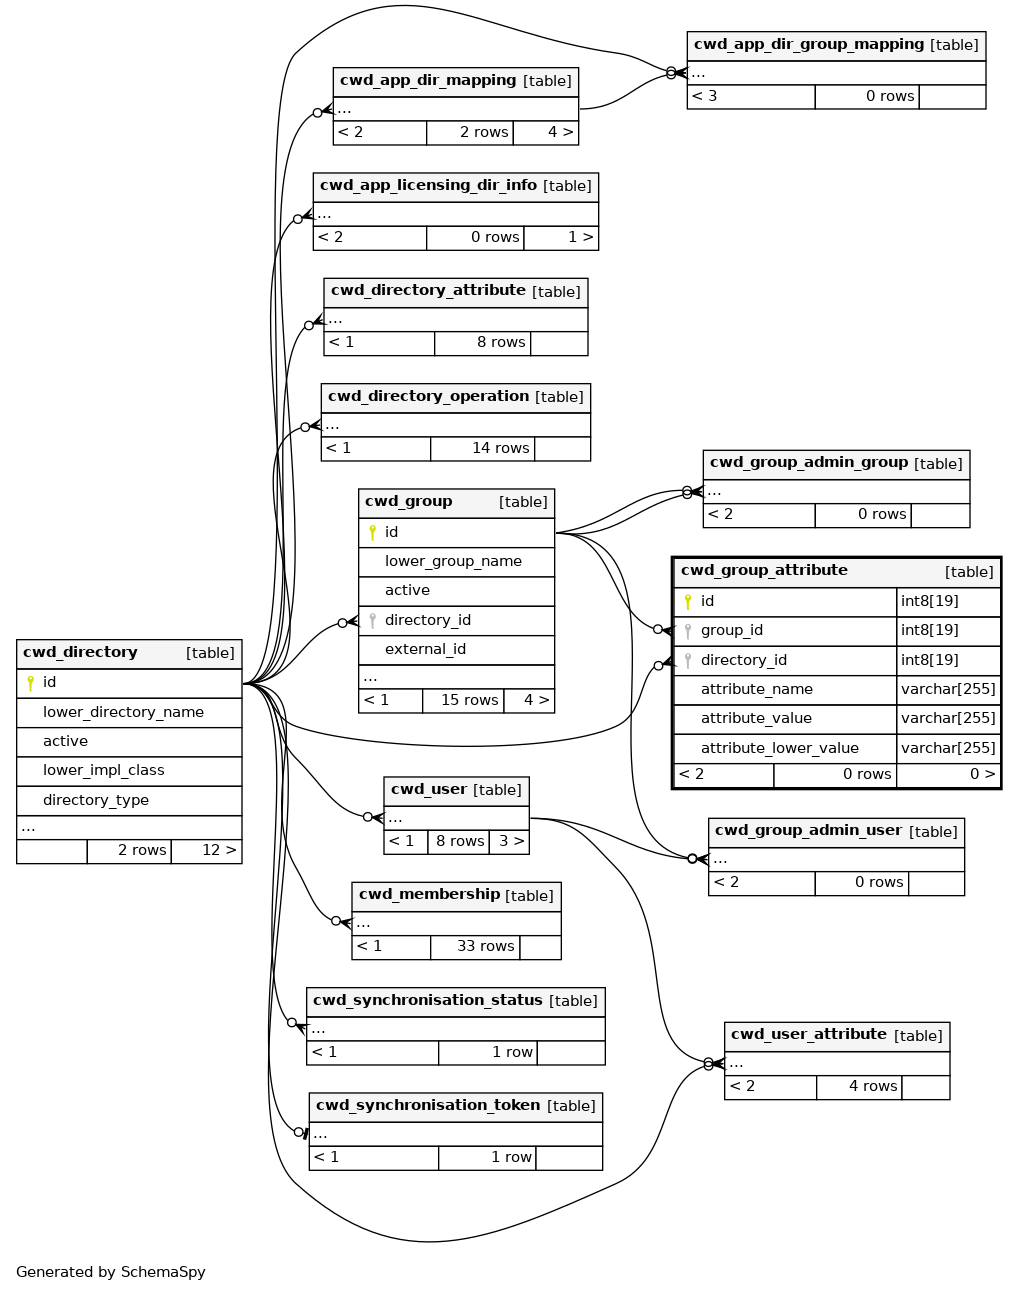 cwd_app_dir_group_mapping [table]
...
< 3 0 rows
cwd_app_dir_mapping [table]
...
< 2 2 rows 4 >
cwd_app_licensing_dir_info [table]
...
< 2 0 rows 1 >
cwd_directory_attribute [table]
...
< 1 8 rows
cwd_directory_operation [table]
...
< 1 14 rows
cwd_group [table]
id
lower_group_name
active
directory_id
external_id
...
< 1 15 rows 4 >
cwd_group_admin_group [table]
...
< 2 0 rows
cwd_group_attribute [table]
id int8[19]
group_id int8[19]
directory_id int8[19]
attribute_name varchar[255]
attribute_value varchar[255]
attribute_lower_value varchar[255]
< 2 0 rows 0 >
cwd_directory [table]
id
lower_directory_name
active
lower_impl_class
directory_type
...
2 rows 12 >
cwd_user [table]
...
< 1 8 rows 3 >
cwd_group_admin_user [table]
...
< 2 0 rows
cwd_membership [table]
...
< 1 33 rows
cwd_synchronisation_status [table]
...
< 1 1 row
cwd_user_attribute [table]
...
< 2 4 rows
cwd_synchronisation_token [table]
...
< 1 1 row
Generated by SchemaSpy